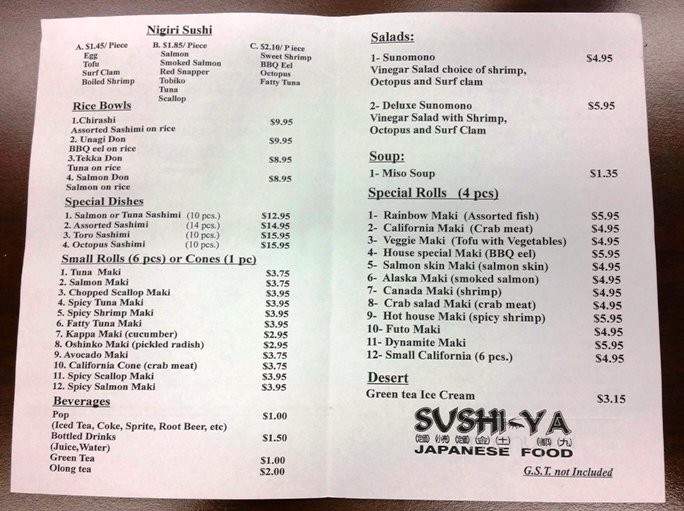 Nigiri Sushi
A. $1.45/ Piece B. $1.85/ Piece C. $2.10/ Piece
Egg Salmon Sweet Shrimp
Tofu Smoked Salmon BBQ Eel
Surf Clam Red Snapper Octopus
Boiled Shrimp Tobiko Fatty Tuna
Tuna
Scallop
Rice Bowls
1.Chirashi $9.95
Assorted Sashimi on rice
2. Unagi Don $9.95
BBQ eel on rice
3.Tekka Don $8.95
Tuna on rice
4. Salmon Don $8.95
Salmon on rice
Special Dishes
1. Salmon or Tuna Sashimi (10 pcs.) $12.95
2. Assorted Sashimi (14 pcs.) $14.95
3. Toro Sashimi (10 pcs.) $15.95
4. Octopus Sashimi (10 pcs.) $15.95
Small Rolls (6 pcs) or Cones (1 pc)
1. Tuna Maki $3.75
2. Salmon Maki $3.75
3. Chopped Scallop Maki $3.95
4. Spicy Tuna Maki $3.95
5. Spicy Shrimp Maki $3.95
6. Fatty Tuna Maki $3.95
7. Kappa Maki (cucumber) $2.95
8. Oshinko Maki (pickled radish) $2.95
9. Avocado Maki $3.75
10. California Cone (crab meat) $3.75
11. Spicy Scallop Maki $3.95
12. Spicy Salmon Maki $3.95
Beverages
Pop $1.00
(Iced Tea, Coke, Sprite, Root Beer, etc)
Bottled Drinks $1.50
(Juice,Water)
Green Tea $1.00
Olong tea $2.00
Salads:
1- Sunomono $4.95
Vinegar Salad choice of shrimp,
Octopus and Surf clam
2- Deluxe Sunomono $5.95
Vinegar Salad with Shrimp,
Octopus and Surf Clam
Soup:
1- Miso Soup $1.35
Special Rolls (4 pcs)
1- Rainbow Maki (Assorted fish) $5.95
2- California Maki (Crab meat) $4.95
3- Veggie Maki (Tofu with Vegetables) $4.95
4- House special Maki (BBQ eel) $5.95
5- Salmon skin Maki (salmon skin) $4.95
6- Alaska Maki (smoked salmon) $4.95
7- Canada Maki (shrimp) $4.95
8- Crab salad Maki (crab meat) $4.95
9- Hot house Maki (spicy shrimp) $5.95
10- Futo Maki $4.95
11- Dynamite Maki $5.95
12- Small California (6 pcs.) $4.95
Desert
Green tea Ice Cream $3.15
SUSHI-YA
JAPANESE FOOD
G.S.T. not Included